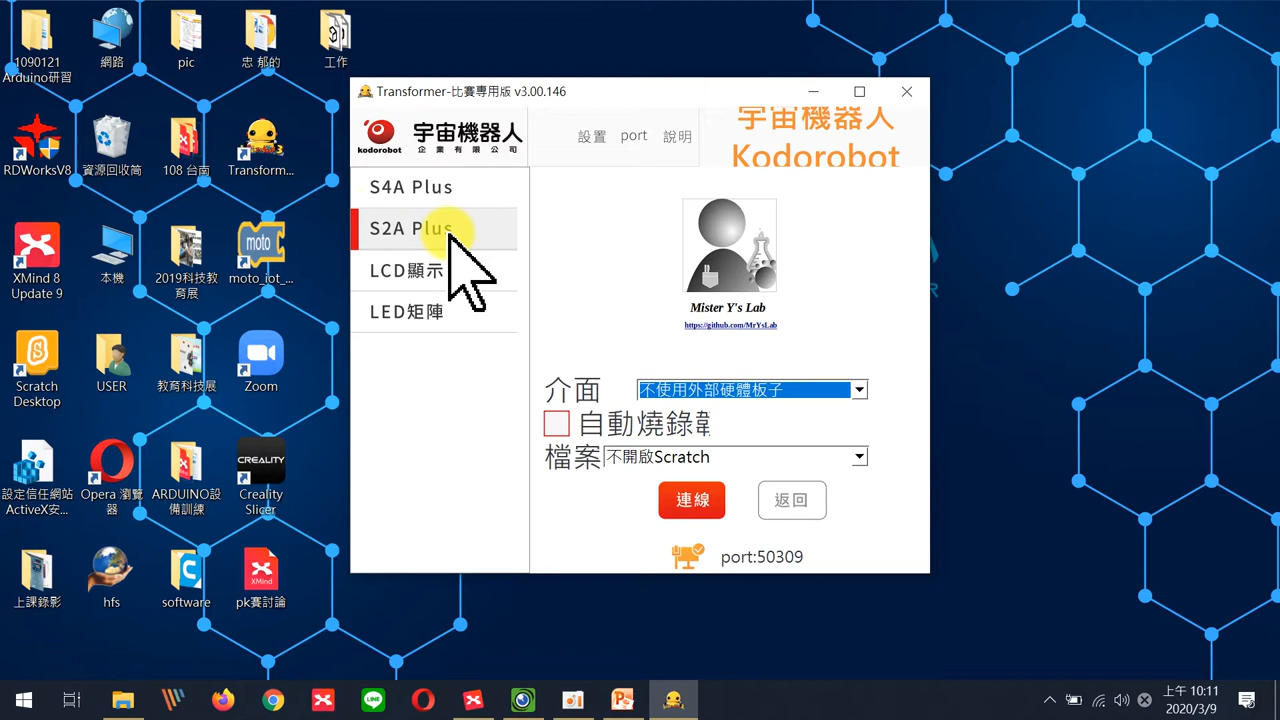 1090121
Arduino研習
網路
pic
忠 郁的
工作
RDWorksV8
資源回收筒
108 台南
Transform...
XMind 8
Update 9
本機
2019科技教
育展
moto
moto_iot_...
Scratch
Desktop
USER
教育科技展
Zoom
設定信任網站
ActiveX安...
Opera 瀏覽
器
ARDUINO設
備訓練
CREALITY
Creality
Slicer
上課錄影
hfs
software
XMind
pk賽討論
Transformer-比賽專用版 v3.00.146
kodorobot
宇宙機器人
企業有限公司
設置
port
說明
宇宙機器人
Kodorobot
S4A Plus
S2A Plus
LCD顯示
LED矩陣
Mister Y's Lab
https://github.com/MrYsLab
介面
不使用外部硬體板子
自動燒錄
檔案
不開啟Scratch
連線
返回
port:50309
LINE
上午 10:11
2020/3/9